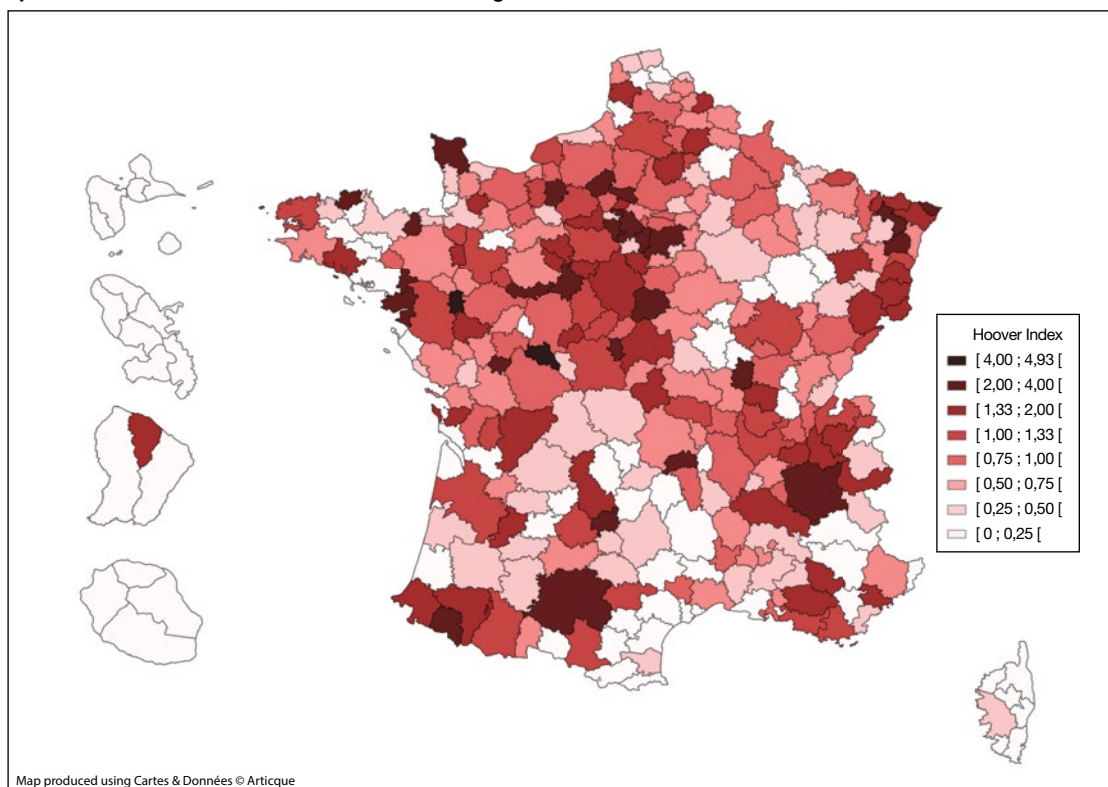 Hoover Index
[ 4,00 ; 4,93 [
[ 2,00 ; 4,00 [
[ 1,33 ; 2,00 [
[ 1,00 ; 1,33 [
[ 0,75 ; 1,00 [
[ 0,50 ; 0,75 [
[ 0,25 ; 0,50 [
[ 0 ; 0,25 [
Map produced using Cartes & Données © Articque